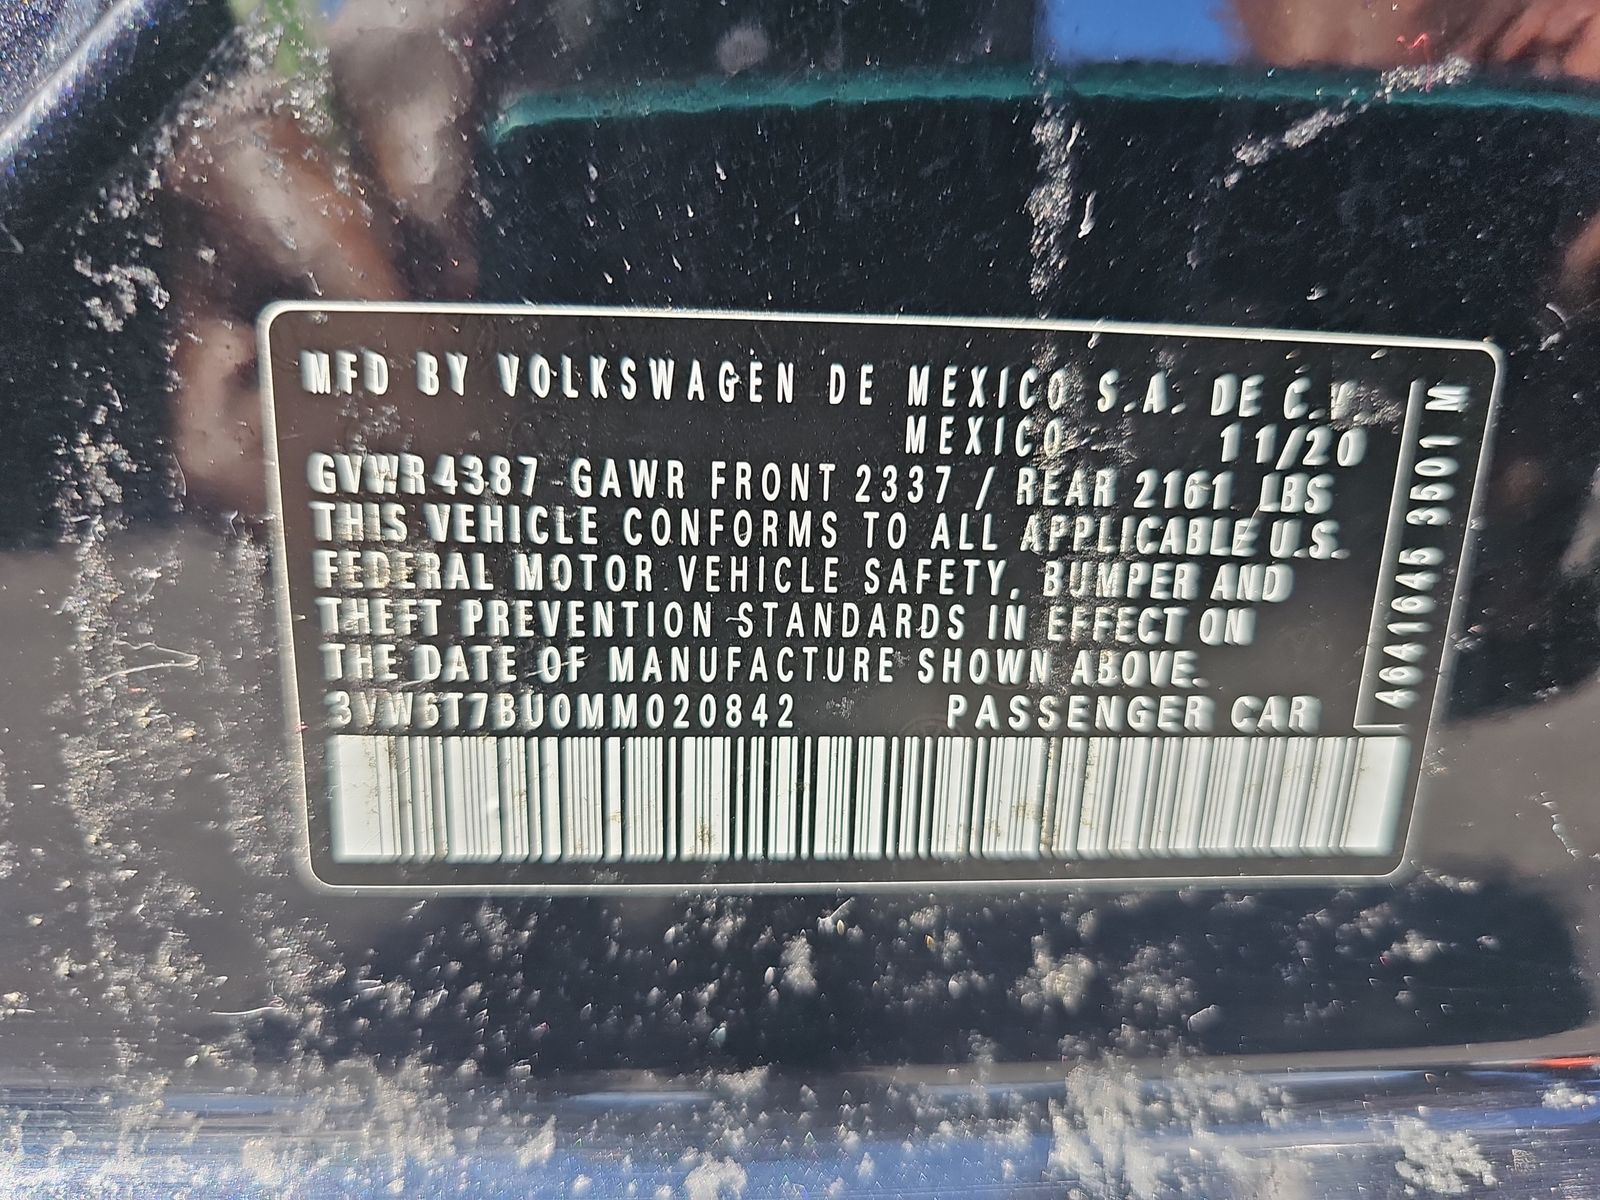 MFD BY VOLKSWAGEN DE MEXICO S.A. DE C.V.
MEXICO 11/20
GVWR 4387 GAWR FRONT 2337 / REAR 2161 LBS
THIS VEHICLE CONFORMS TO ALL APPLICABLE U.S.
FEDERAL MOTOR VEHICLE SAFETY, BUMPER AND
THEFT PREVENTION STANDARDS IN EFFECT ON
THE DATE OF MANUFACTURE SHOWN ABOVE.
3VW6T7BU0MM020842 PASSENGER CAR
4641645 3501 M